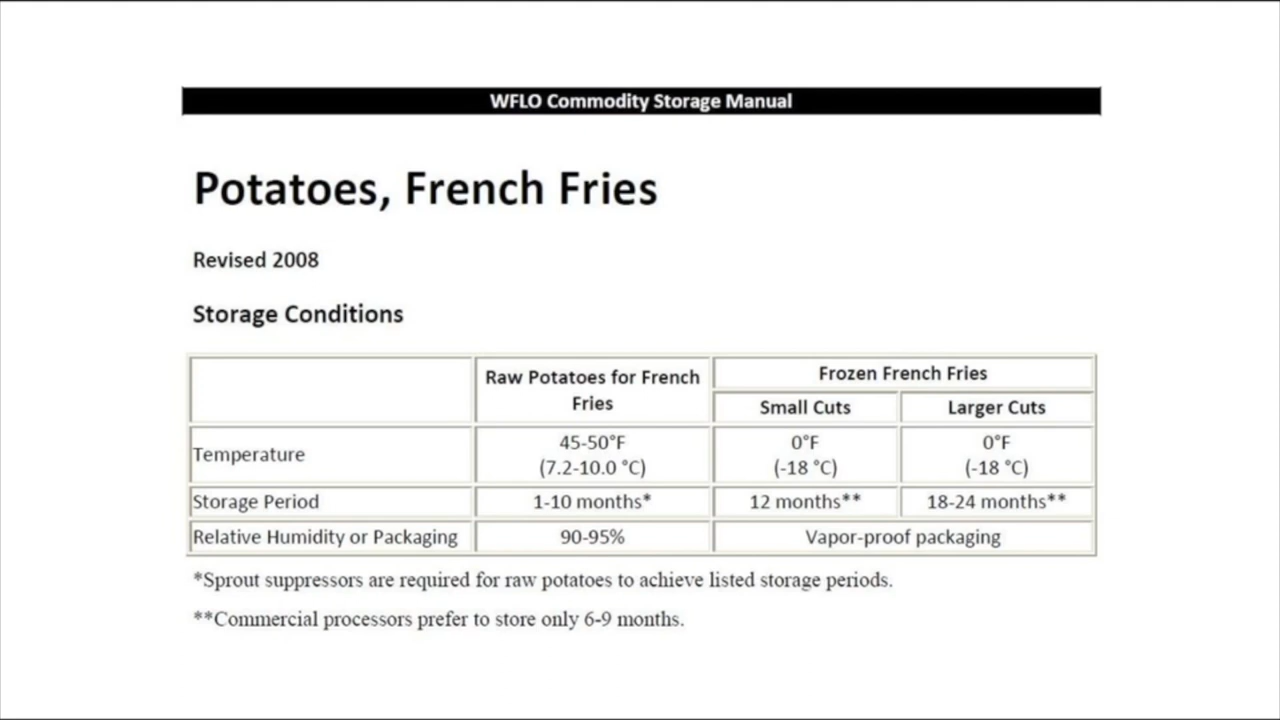 WFLO Commodity Storage Manual
Potatoes, French Fries
Revised 2008
Storage Conditions
Raw Potatoes for French
Fries
Frozen French Fries
Small Cuts
Larger Cuts
Temperature
45-50°F
(7.2-10.0 °C)
0°F
(-18 °C)
0°F
(-18 °C)
Storage Period
1-10 months*
12 months**
18-24 months**
Relative Humidity or Packaging
90-95%
Vapor-proof packaging
*Sprout suppressors are required for raw potatoes to achieve listed storage periods.
**Commercial processors prefer to store only 6-9 months.